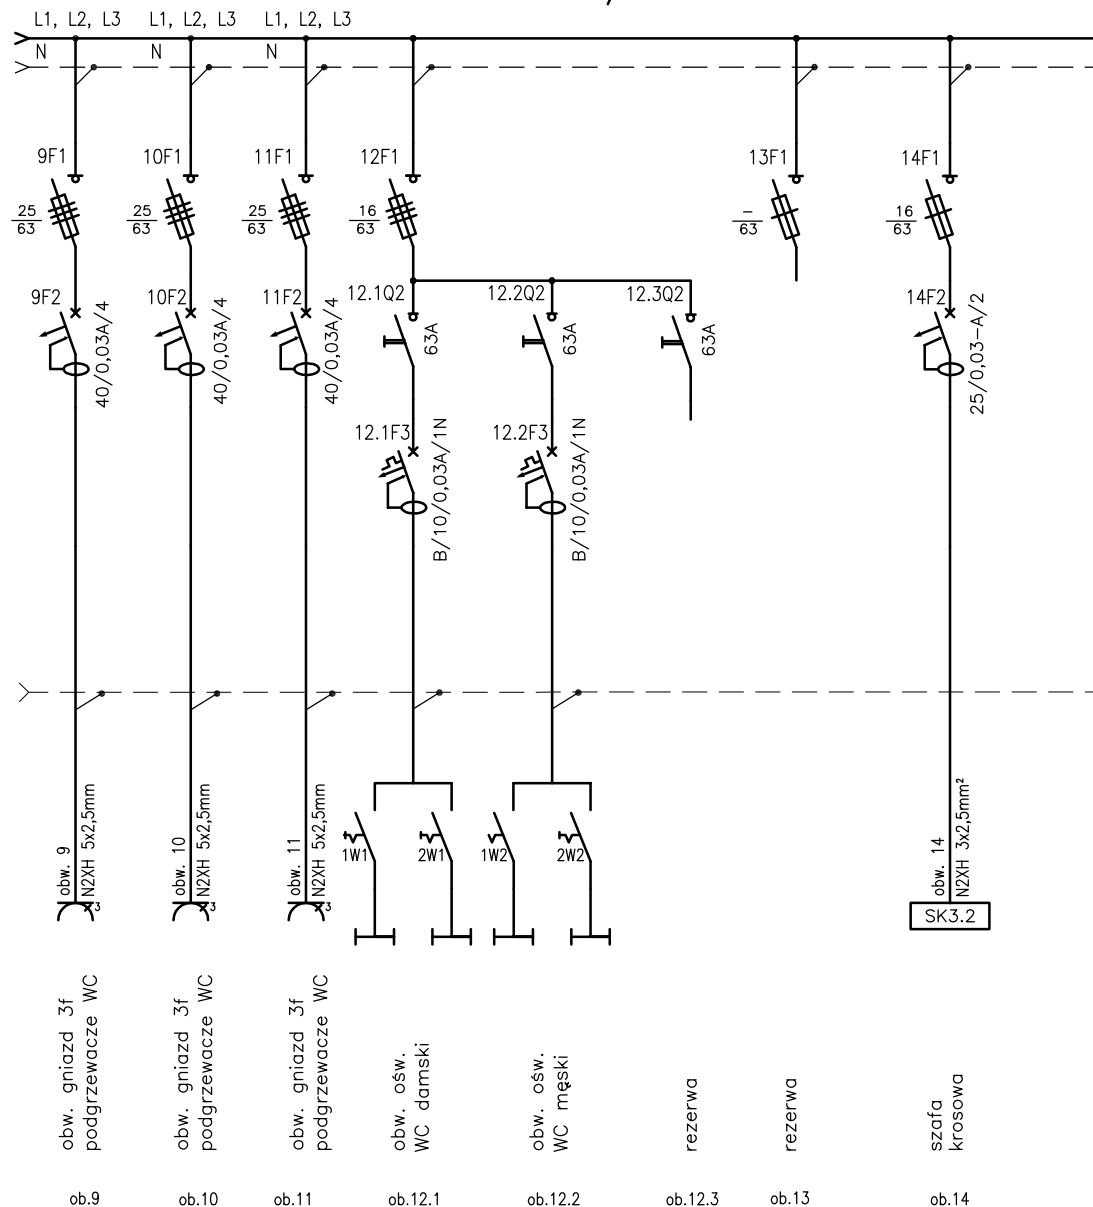 L1, L2, L3 L1, L2, L3 L1, L2, L3
N N N
9F1 10F1 11F1 12F1 13F1 14F1
25 25 25 16 – 16
63 63 63 63 63 63
9F2 10F2 11F2 12.1Q2 12.2Q2 12.3Q2 14F2
40/0,03A/4
40/0,03A/4
40/0,03A/4
63A
63A
63A
25/0,03-A/2
12.1F3 12.2F3
B/10/0,03A/1N
B/10/0,03A/1N
obw. 9
N2XH 5x2,5mm
obw. 10
N2XH 5x2,5mm
obw. 11
N2XH 5x2,5mm
obw. 14
N2XH 3x2,5mm²
1W1 2W1 1W2 2W2
3 3 3
SK3.2
obw. gniazd 3f
podgrzewacze WC
obw. gniazd 3f
podgrzewacze WC
obw. gniazd 3f
podgrzewacze WC
obw. ośw.
WC damski
obw. ośw.
WC męski
rezerwa
rezerwa
szafa
krosowa
ob.9 ob.10 ob.11 ob.12.1 ob.12.2 ob.12.3 ob.13 ob.14